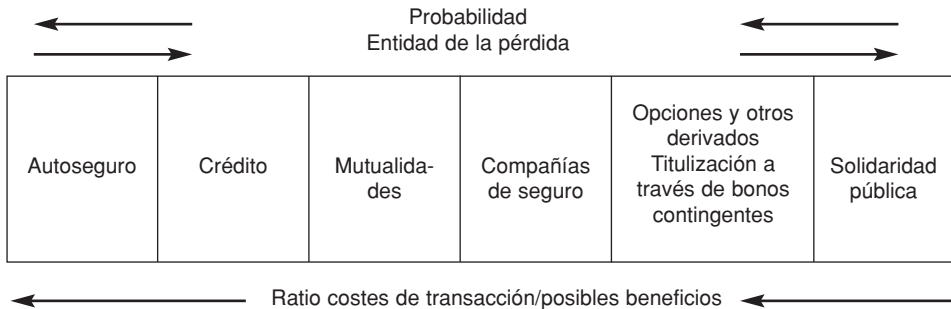 Probabilidad
Entidad de la pérdida
Autoseguro
Crédito
Mutualida-
des
Compañías
de seguro
Opciones y otros
derivados
Titulización a
través de bonos
contingentes
Solidaridad
pública
Ratio costes de transacción/posibles beneficios